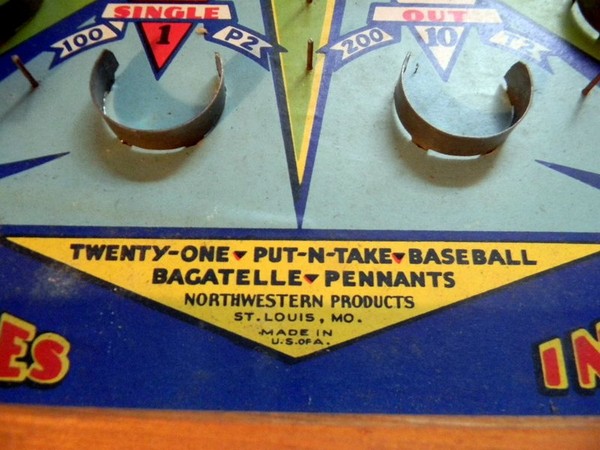 SINGLE OUT
100 1 P2 200 10 T2
TWENTY-ONE PUT-N-TAKE BASEBALL
BAGATELLE PENNANTS
NORTHWESTERN PRODUCTS
ST. LOUIS, MO.
MADE IN
U.S. OF A.
ES IN